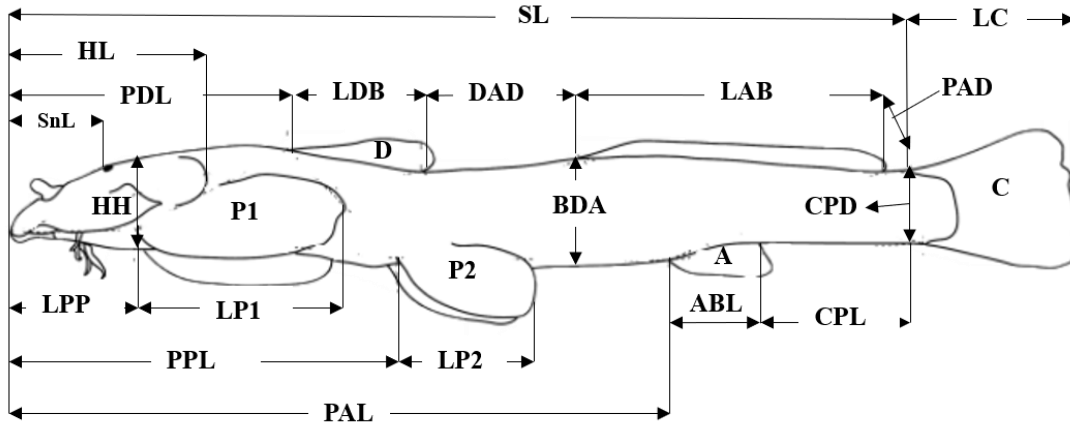 SL
LC
HL
PDL
LDB
DAD
LAB
PAD
SnL
D
C
HH
P1
BDA
CPD
P2
A
LPP
LP1
ABL
CPL
PPL
LP2
PAL